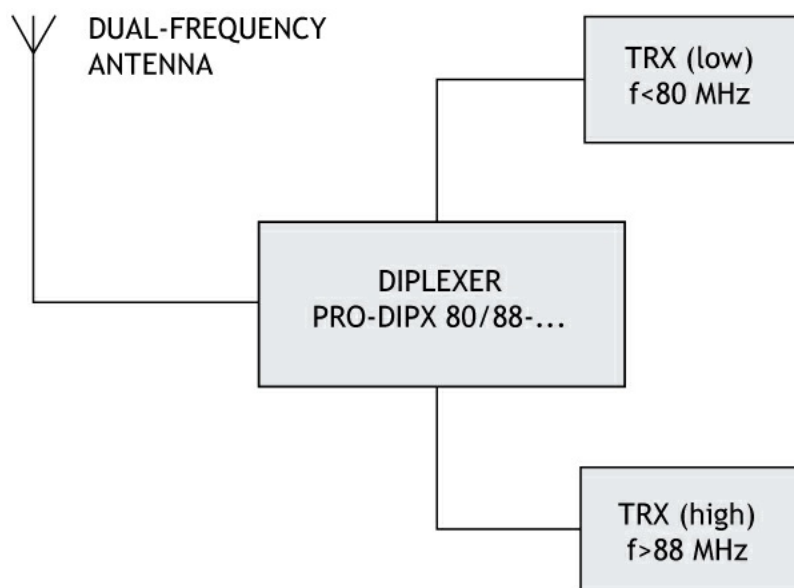 DUAL-FREQUENCY
ANTENNA
TRX (low)
f<80 MHz
DIPLEXER
PRO-DIPX 80/88-...
TRX (high)
f>88 MHz